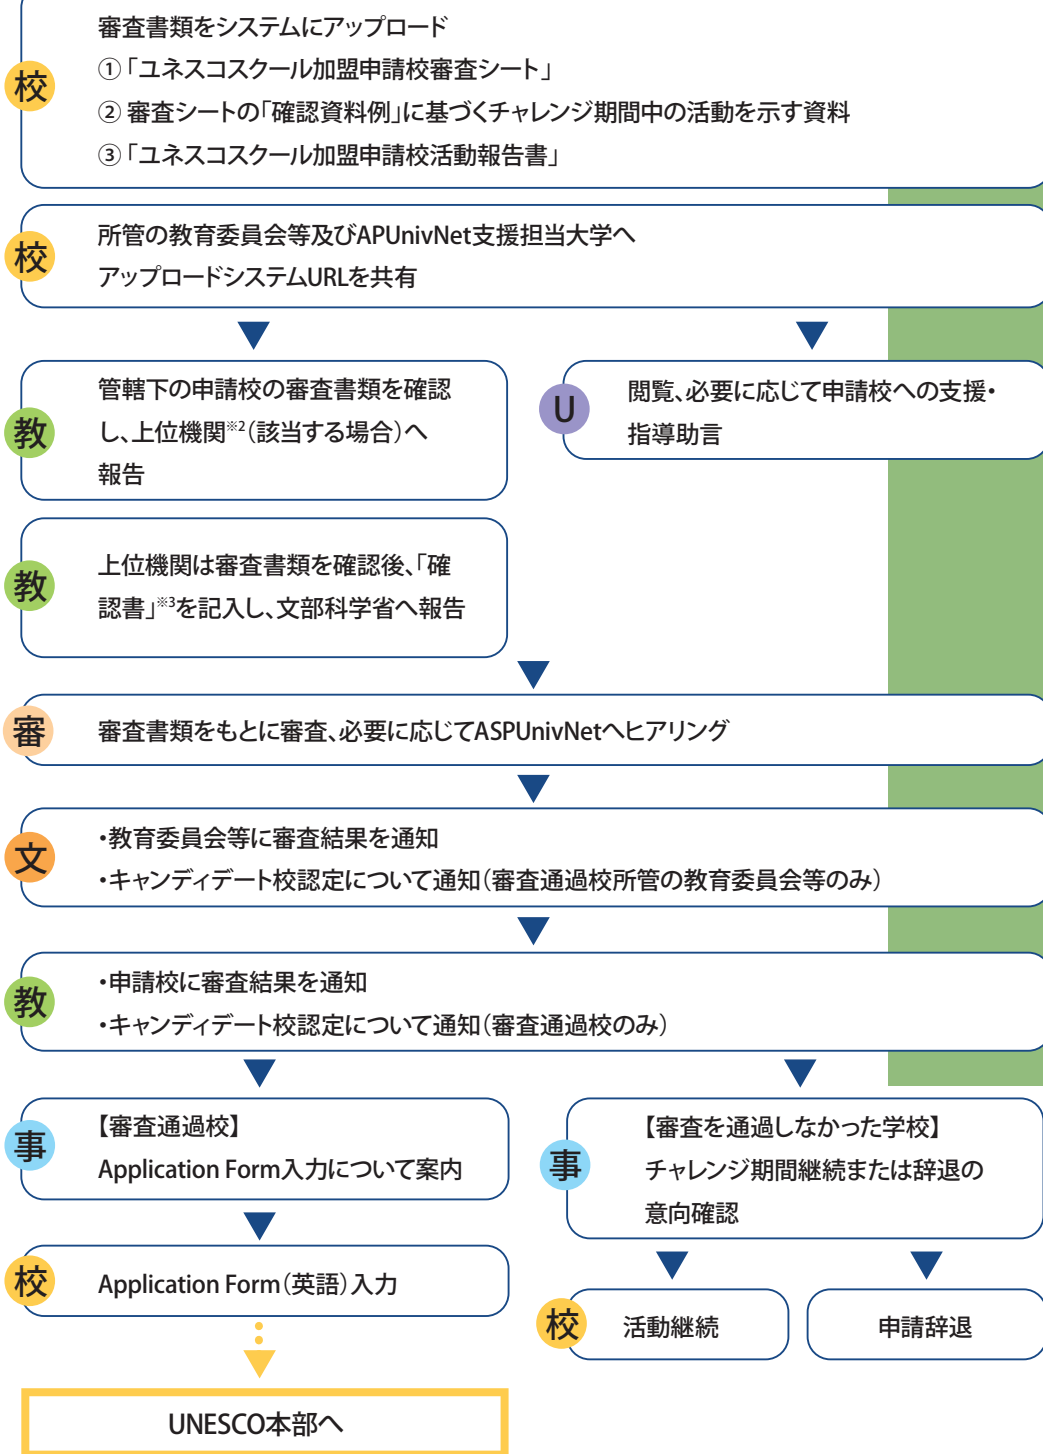 校
審査書類をシステムにアップロード
①「ユネスコスクール加盟申請校審査シート」
② 審査シートの「確認資料例」に基づくチャレンジ期間中の活動を示す資料
③「ユネスコスクール加盟申請校活動報告書」
校
所管の教育委員会等及びAPUnivNet支援担当大学へ
アップロードシステムURLを共有
教
管轄下の申請校の審査書類を確認
し、上位機関※2(該当する場合)へ
報告
U
閲覧、必要に応じて申請校への支援・
指導助言
教
上位機関は審査書類を確認後、「確
認書」※3を記入し、文部科学省へ報告
審
審査書類をもとに審査、必要に応じてASPUnivNetへヒアリング
文
・教育委員会等に審査結果を通知
・キャンディデート校認定について通知(審査通過校所管の教育委員会等のみ)
教
・申請校に審査結果を通知
・キャンディデート校認定について通知(審査通過校のみ)
事
【審査通過校】
Application Form入力について案内
事
【審査を通過しなかった学校】
チャレンジ期間継続または辞退の
意向確認
校
Application Form(英語)入力
校
活動継続
申請辞退
UNESCO本部へ